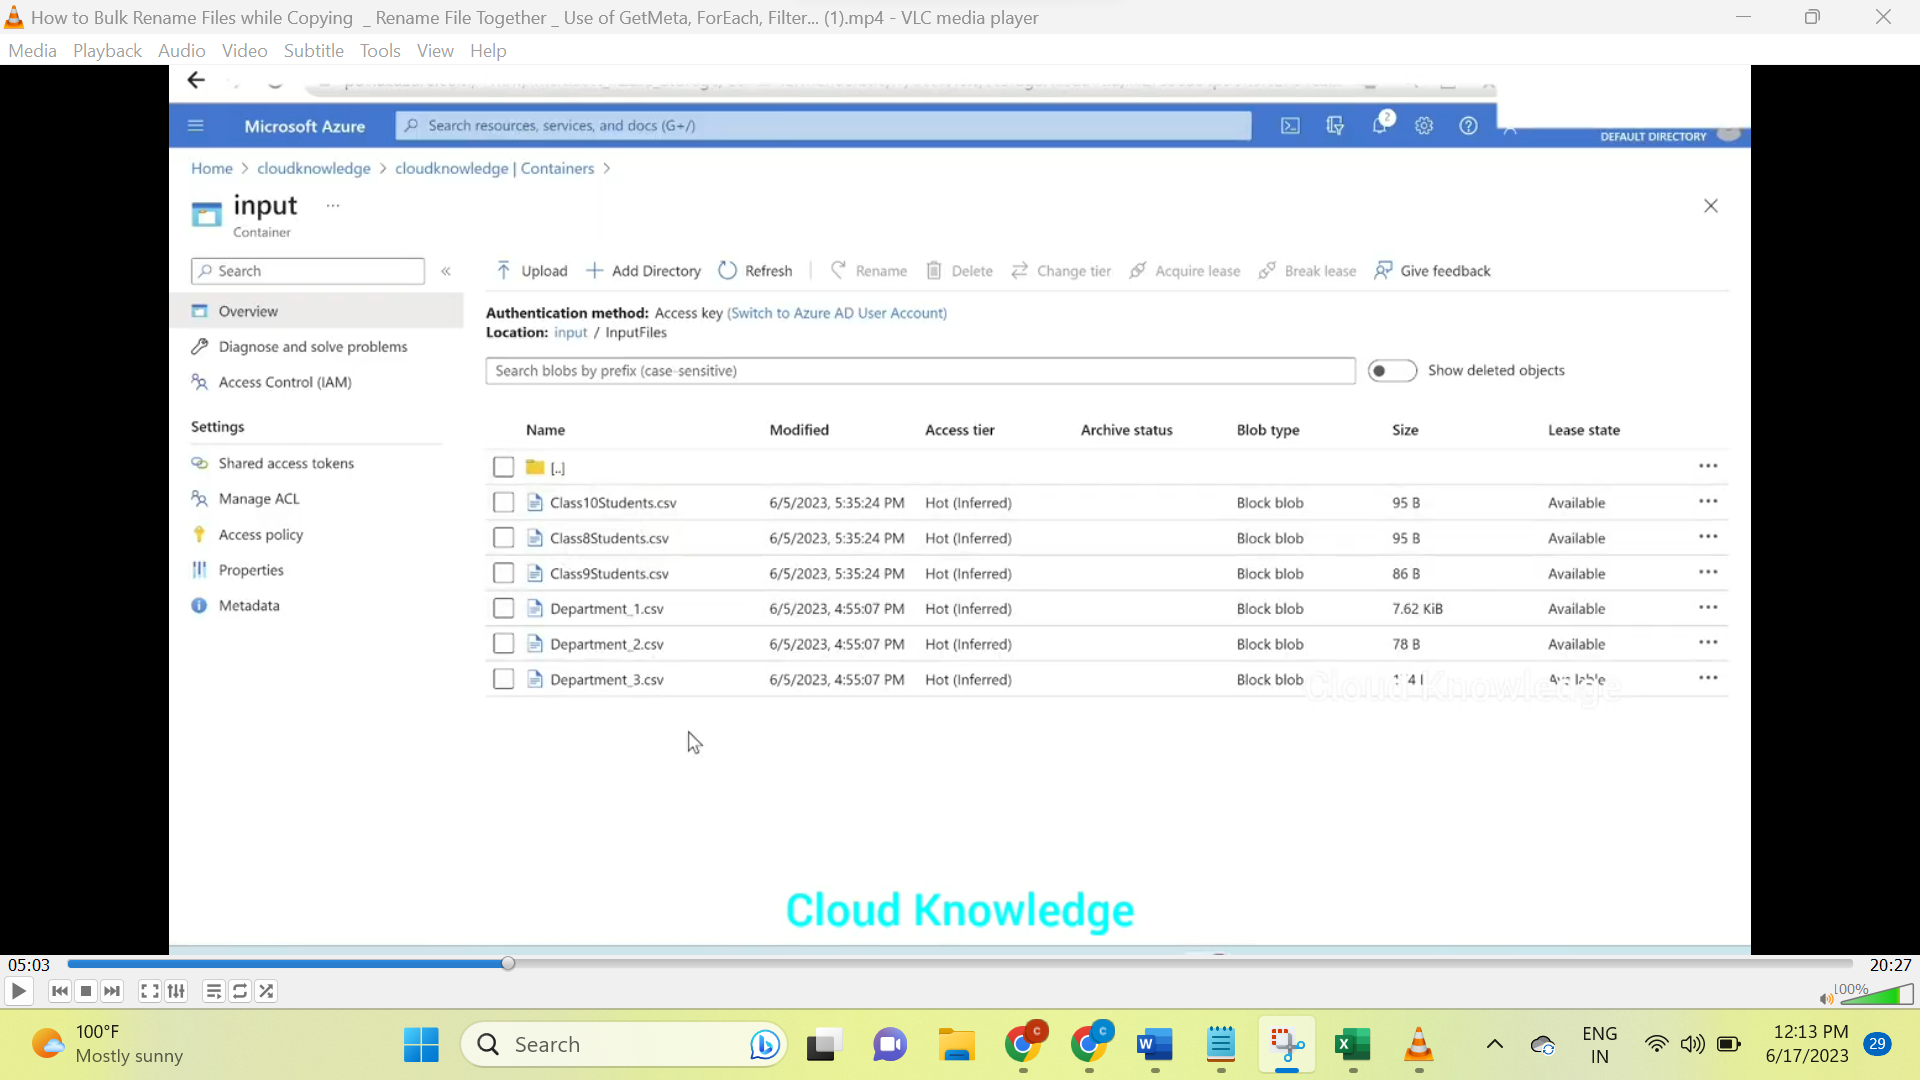 How to Bulk Rename Files while Copying _ Rename File Together _ Use of GetMeta, ForEach, Filter... (1).mp4 - VLC media player
Media Playback Audio Video Subtitle Tools View Help
Microsoft Azure
Search resources, services, and docs (G+/)
2
DEFAULT DIRECTORY
Home > cloudknowledge > cloudknowledge | Containers >
input ...
Container
Search «
Upload Add Directory Refresh Rename Delete Change tier Acquire lease Break lease Give feedback
Overview
Diagnose and solve problems
Access Control (IAM)
Settings
Shared access tokens
Manage ACL
Access policy
Properties
Metadata
Authentication method: Access key (Switch to Azure AD User Account)
Location: input / InputFiles
Search blobs by prefix (case-sensitive)
Show deleted objects
Name Modified Access tier Archive status Blob type Size Lease state
[..]
Class10Students.csv 6/5/2023, 5:35:24 PM Hot (Inferred) Block blob 95 B Available
Class8Students.csv 6/5/2023, 5:35:24 PM Hot (Inferred) Block blob 95 B Available
Class9Students.csv 6/5/2023, 5:35:24 PM Hot (Inferred) Block blob 86 B Available
Department_1.csv 6/5/2023, 4:55:07 PM Hot (Inferred) Block blob 7.62 KiB Available
Department_2.csv 6/5/2023, 4:55:07 PM Hot (Inferred) Block blob 78 B Available
Department_3.csv 6/5/2023, 4:55:07 PM Hot (Inferred) Block blob Available
Cloud Knowledge
Cloud Knowledge
05:03
20:27
100%
100°F
Mostly sunny
Search
ENG
IN
12:13 PM
6/17/2023
29